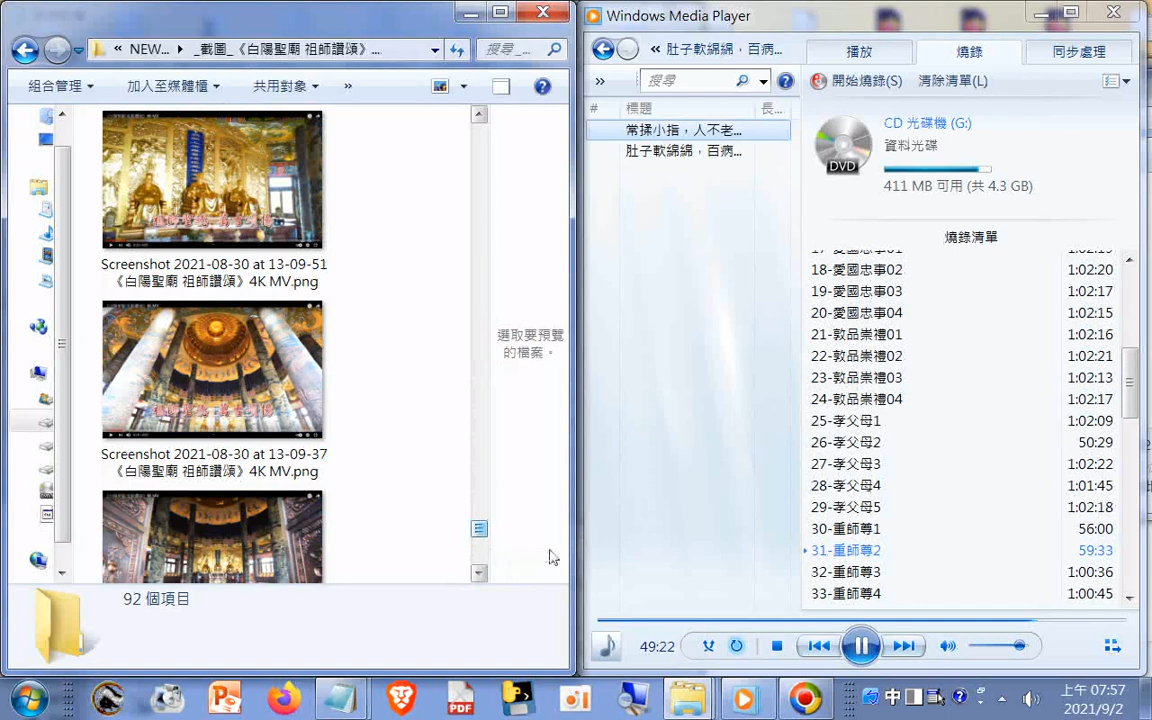 NEW...
_截圖_《白陽聖廟 祖師讚頌》...
搜尋_...
組合管理
加入至媒體櫃
共用對象
»
Screenshot 2021-08-30 at 13-09-51
《白陽聖廟 祖師讚頌》4K MV.png
Screenshot 2021-08-30 at 13-09-37
《白陽聖廟 祖師讚頌》4K MV.png
選取要預覽
的檔案。
92 個項目
Windows Media Player
« 肚子軟綿綿，百病...
播放
燒錄
同步處理
»
搜尋
開始燒錄(S)
清除清單(L)
#
標題
長...
常揉小指，人不老...
肚子軟綿綿，百病...
DVD
CD 光碟機 (G:)
資料光碟
411 MB 可用 (共 4.3 GB)
燒錄清單
18-愛國忠事02 1:02:20
19-愛國忠事03 1:02:17
20-愛國忠事04 1:02:15
21-敦品崇禮01 1:02:16
22-敦品崇禮02 1:02:21
23-敦品崇禮03 1:02:13
24-敦品崇禮04 1:02:17
25-孝父母1 1:02:09
26-孝父母2 50:29
27-孝父母3 1:02:22
28-孝父母4 1:01:45
29-孝父母5 1:02:18
30-重師尊1 56:00
31-重師尊2 59:33
32-重師尊3 1:00:36
33-重師尊4 1:00:45
49:22
PDF
中
上午 07:57
2021/9/2